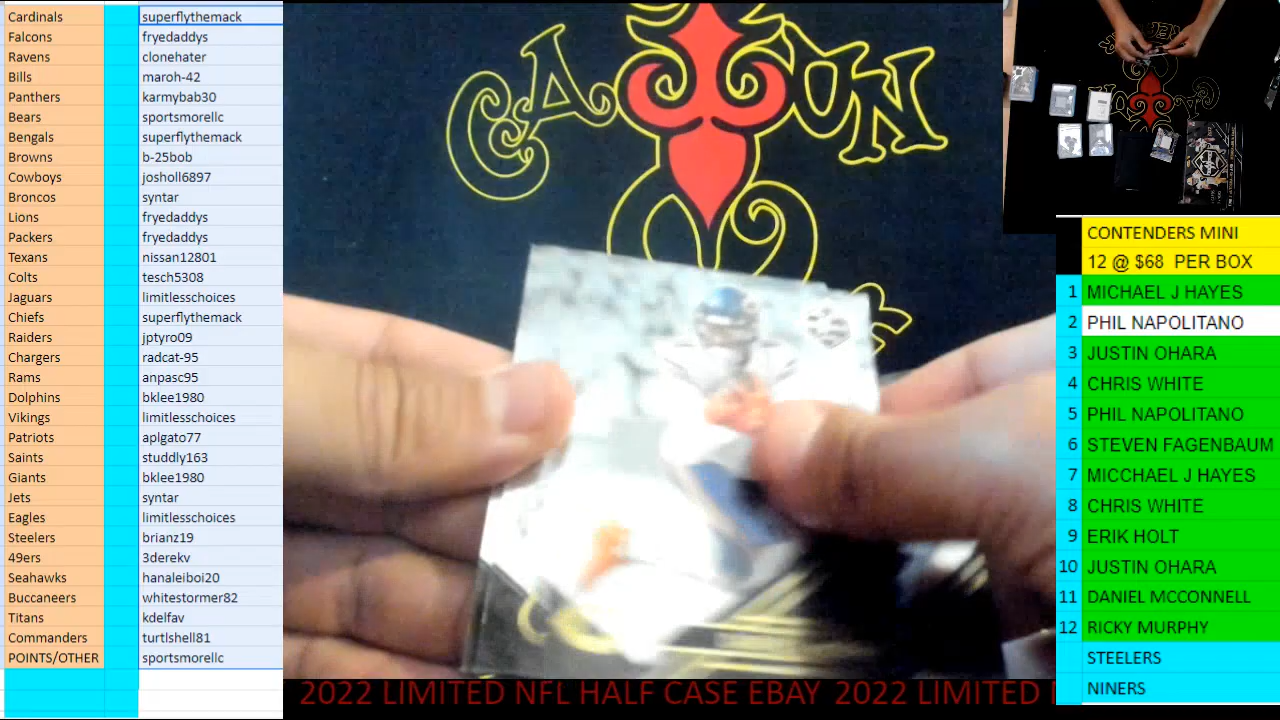 Cardinals superflythemack
Falcons fryedaddys
Ravens clonehater
Bills maroh-42
Panthers karmybab30
Bears sportsmorellc
Bengals superflythemack
Browns b-25bob
Cowboys josholl6897
Broncos syntar
Lions fryedaddys
Packers fryedaddys
Texans nissan12801
Colts tesch5308
Jaguars limitlesschoices
Chiefs superflythemack
Raiders jptyro09
Chargers radcat-95
Rams anpasc95
Dolphins bklee1980
Vikings limitlesschoices
Patriots aplgato77
Saints studdly163
Giants bklee1980
Jets syntar
Eagles limitlesschoices
Steelers brianz19
49ers 3derekv
Seahawks hanaleiboi20
Buccaneers whitestormer82
Titans kdelfav
Commanders turtlshell81
POINTS/OTHER sportsmorellc
CONTENDERS MINI
12 @ $68 PER BOX
1 MICHAEL J HAYES
2 PHIL NAPOLITANO
3 JUSTIN OHARA
4 CHRIS WHITE
5 PHIL NAPOLITANO
6 STEVEN FAGENBAUM
7 MICCHAEL J HAYES
8 CHRIS WHITE
9 ERIK HOLT
10 JUSTIN OHARA
11 DANIEL MCCONNELL
12 RICKY MURPHY
STEELERS
NINERS
2022 LIMITED NFL HALF CASE EBAY 2022 LIMITED